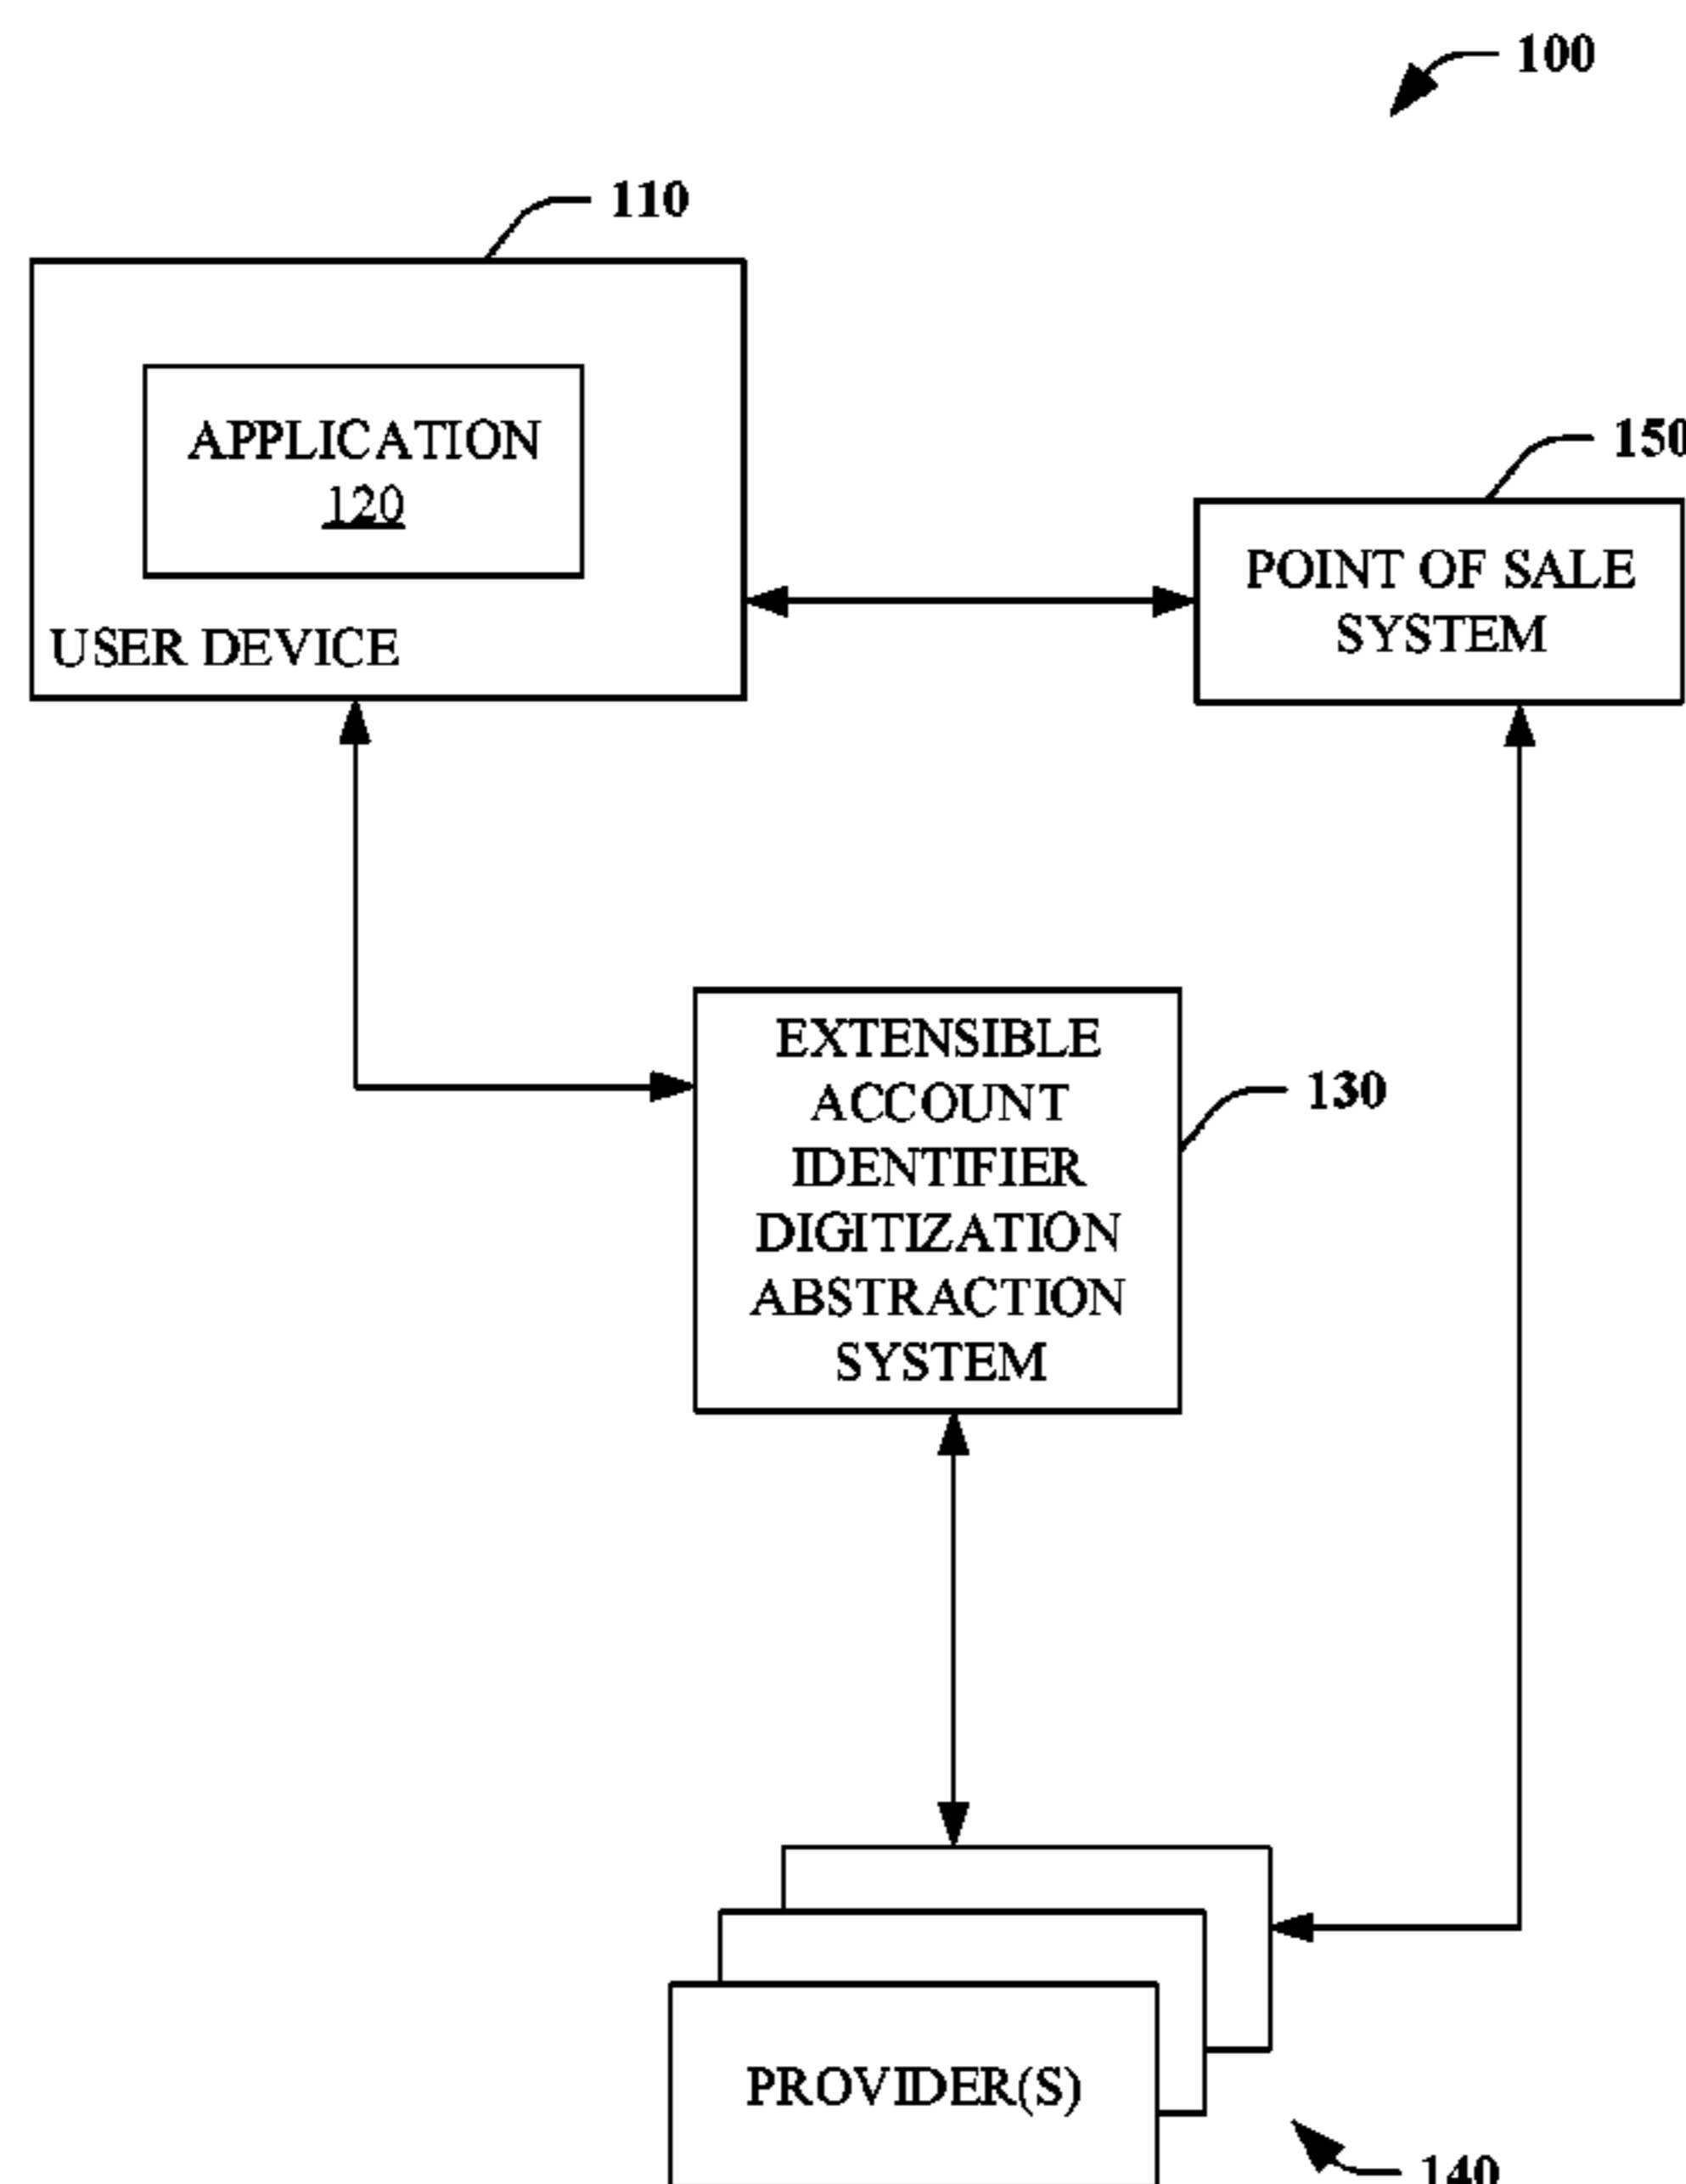 100
110
APPLICATION
120
USER DEVICE
150
POINT OF SALE
SYSTEM
EXTENSIBLE
ACCOUNT
IDENTIFIER
DIGITIZATION
ABSTRACTION
SYSTEM
130
PROVIDER(S)
140